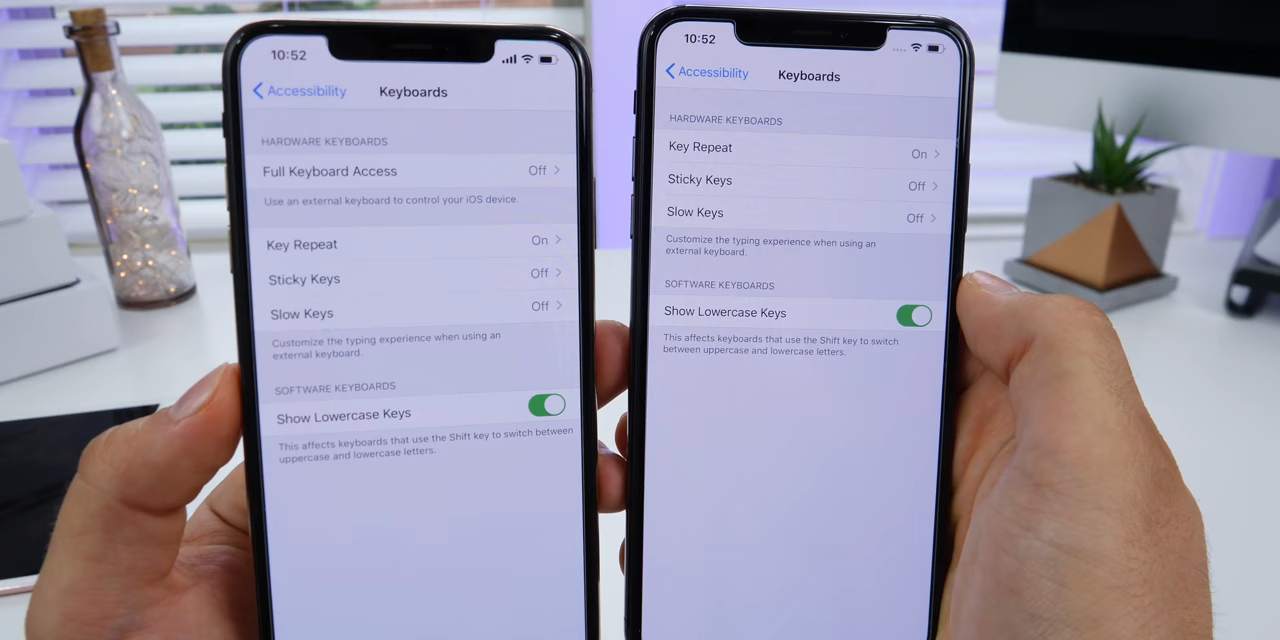 10:52
Accessibility Keyboards
HARDWARE KEYBOARDS
Full Keyboard Access Off
Use an external keyboard to control your iOS device.
Key Repeat On
Sticky Keys Off
Slow Keys Off
Customize the typing experience when using an
external keyboard.
SOFTWARE KEYBOARDS
Show Lowercase Keys
This affects keyboards that use the Shift key to switch between
uppercase and lowercase letters.
10:52
Accessibility Keyboards
HARDWARE KEYBOARDS
Key Repeat On
Sticky Keys Off
Slow Keys Off
Customize the typing experience when using an
external keyboard.
SOFTWARE KEYBOARDS
Show Lowercase Keys
This affects keyboards that use the Shift key to switch
between uppercase and lowercase letters.